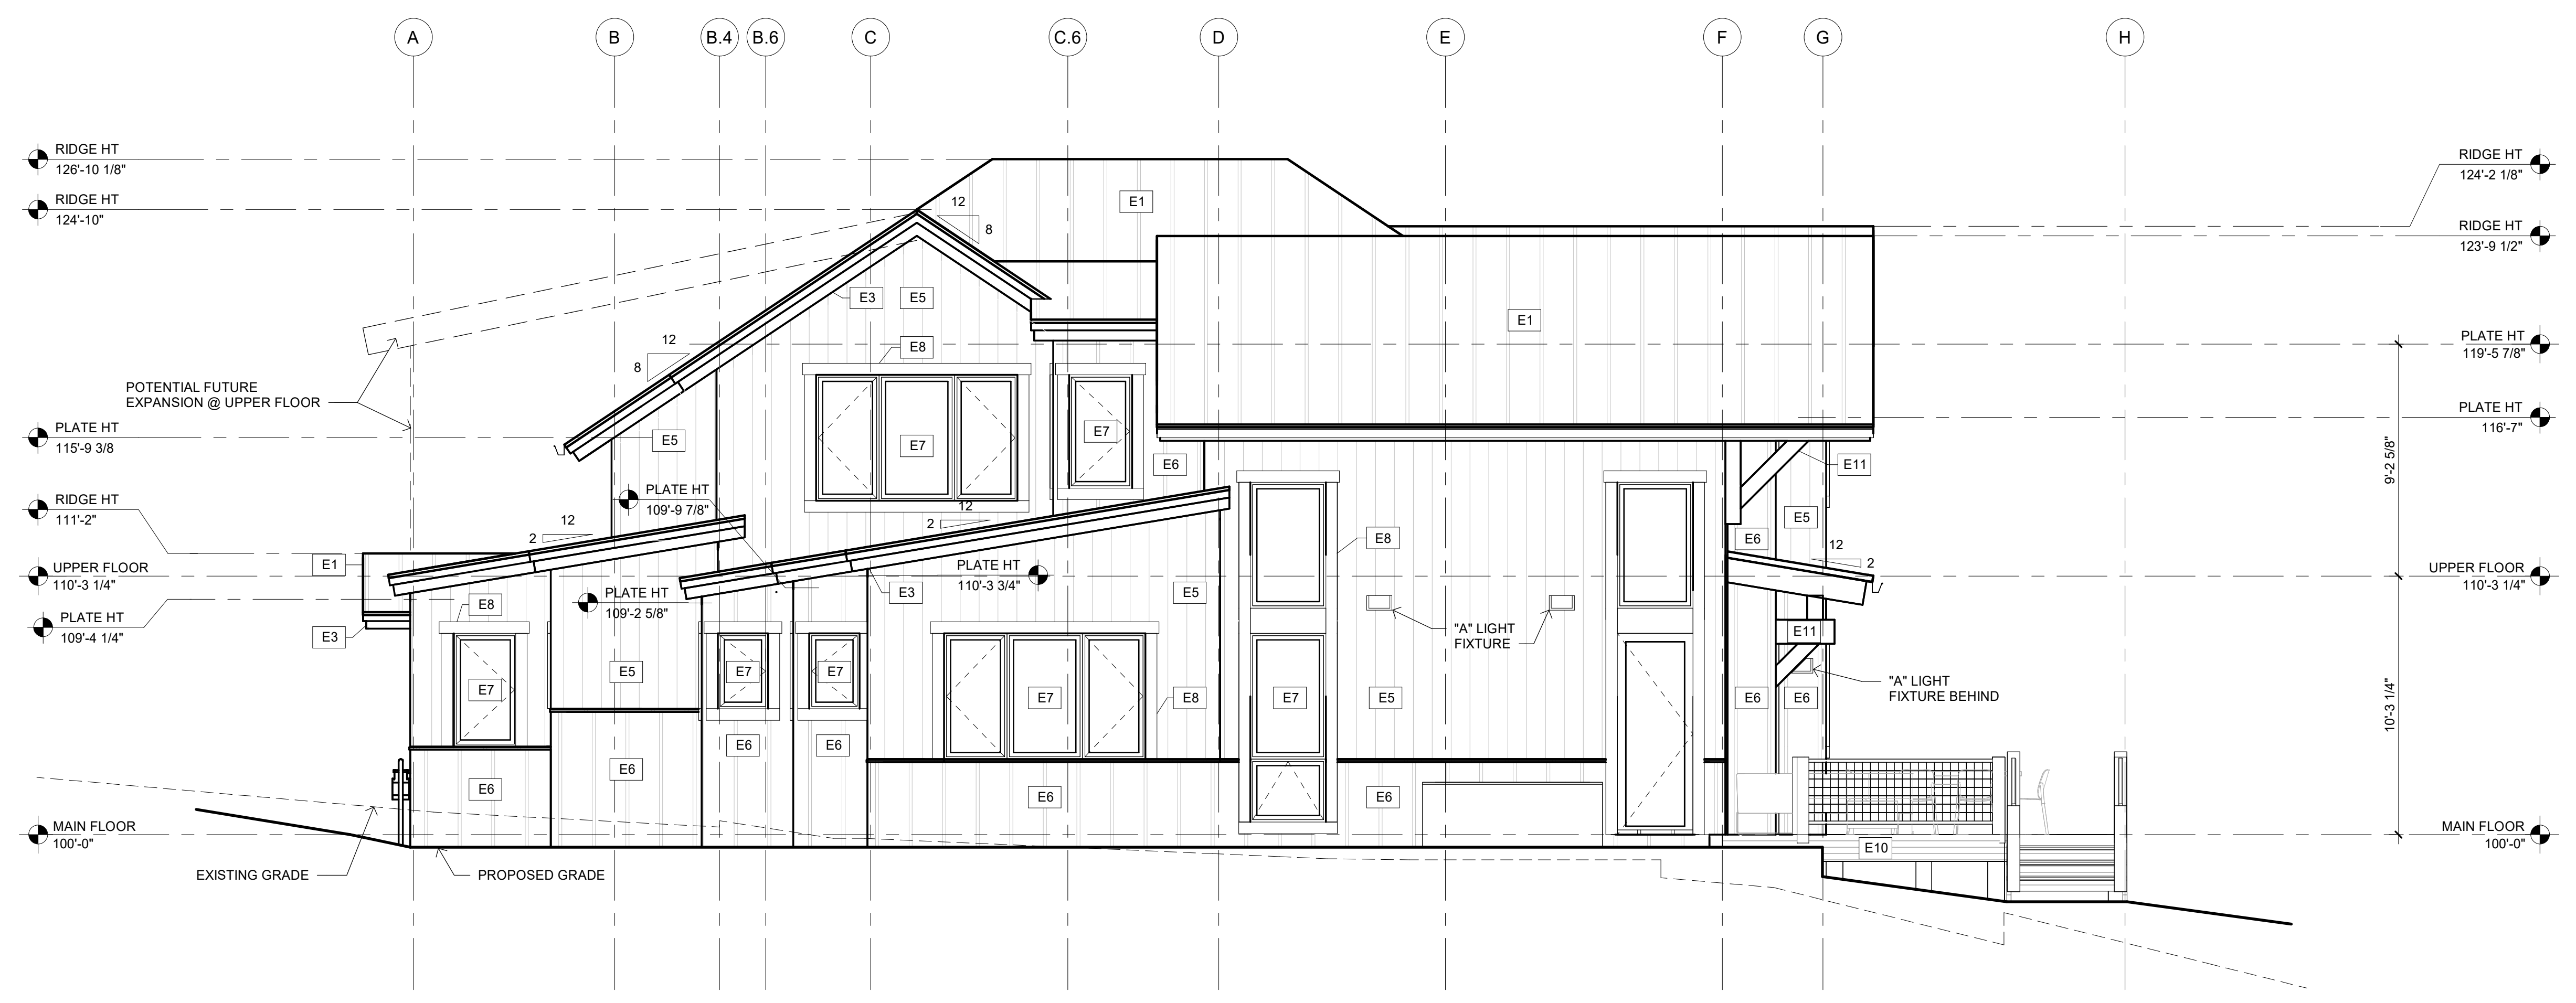 A B B.4 B.6 C C.6 D E F G H
RIDGE HT
126'-10 1/8"
RIDGE HT
124'-10"
POTENTIAL FUTURE
EXPANSION @ UPPER FLOOR
PLATE HT
115'-9 3/8
RIDGE HT
111'-2"
UPPER FLOOR
110'-3 1/4"
PLATE HT
109'-4 1/4"
MAIN FLOOR
100'-0"
EXISTING GRADE
PROPOSED GRADE
E1
E3
12
8
E1
E3
E5
E8
12
8
E7
E7
E5
E6
PLATE HT
109'-9 7/8"
12
2
12
2
PLATE HT
110'-3 3/4"
PLATE HT
109'-2 5/8"
E3
E5
E8
E7
E5
E7
E7
E7
E8
E6
E6
E6
E6
E6
E1
E8
"A" LIGHT
FIXTURE
E7
E5
E6
E11
E5
E6
12
2
E11
E6
E6
"A" LIGHT
FIXTURE BEHIND
E10
RIDGE HT
124'-2 1/8"
RIDGE HT
123'-9 1/2"
PLATE HT
119'-5 7/8"
PLATE HT
116'-7"
9'-2 5/8"
UPPER FLOOR
110'-3 1/4"
10'-3 1/4"
MAIN FLOOR
100'-0"